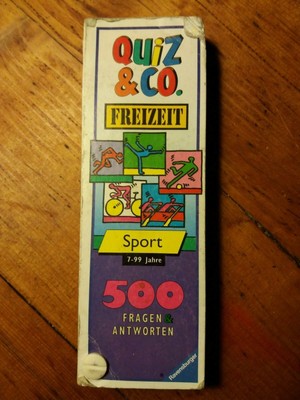 QUiZ
& CO.
FREIZEIT
Sport
7-99 Jahre
500
FRAGEN &
ANTWORTEN
Ravensburger